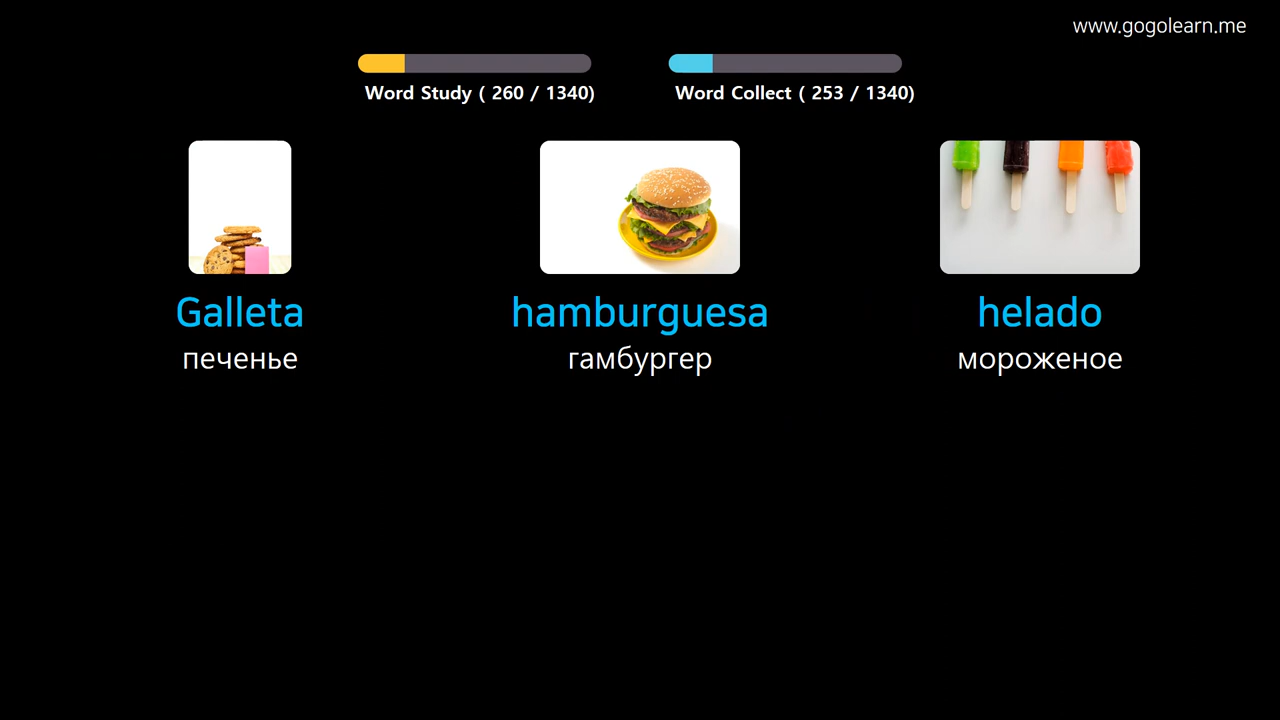 www.gogolearn.me
Word Study ( 260 / 1340)
Word Collect ( 253 / 1340)
Galleta
hamburguesa
helado
печенье
гамбургер
мороженое